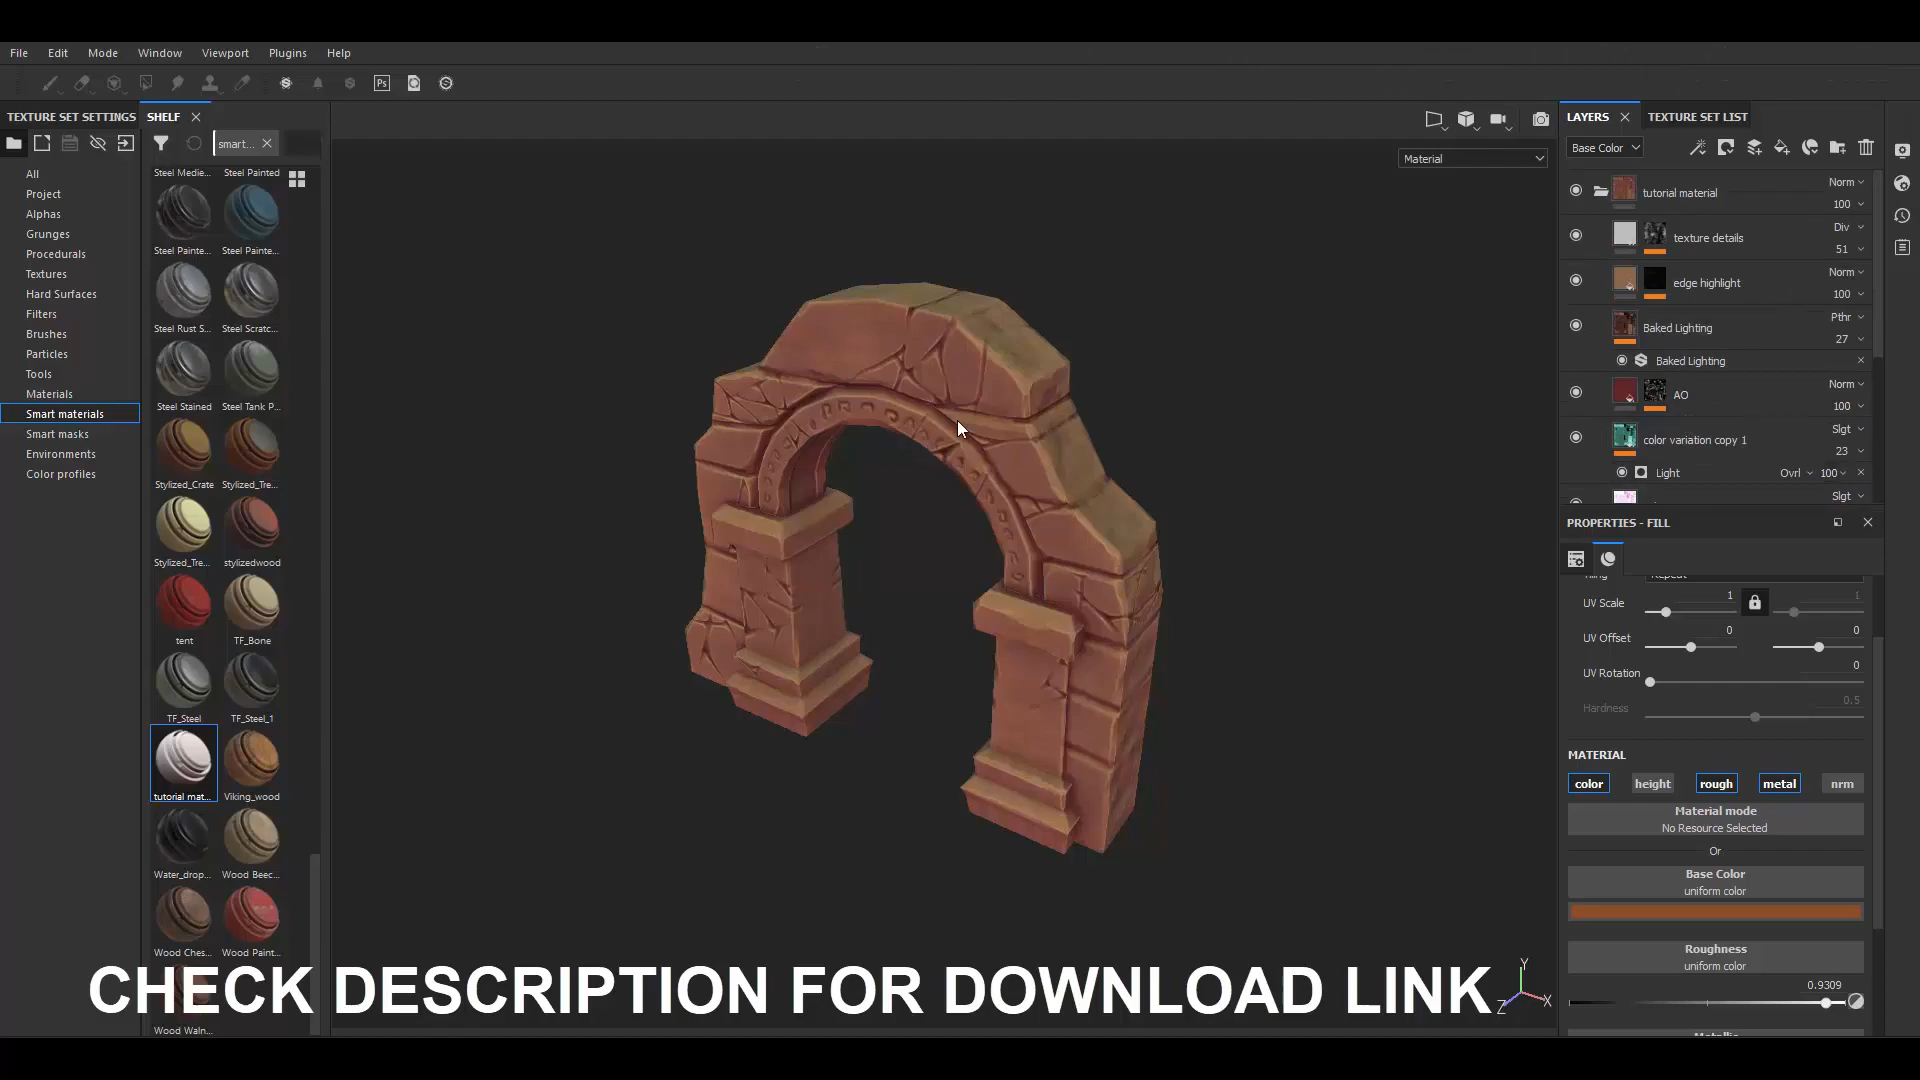 File Edit Mode Window Viewport Plugins Help
Ps
TEXTURE SET SETTINGS SHELF
smart...
All
Project
Alphas
Grunges
Procedurals
Textures
Hard Surfaces
Filters
Brushes
Particles
Tools
Materials
Smart materials
Smart masks
Environments
Color profiles
Steel Medie... Steel Painted
Steel Painte... Steel Painte...
Steel Rust S... Steel Scratc...
Steel Stained Steel Tank P...
Stylized_Crate Stylized_Tre...
Stylized_Tre... stylizedwood
tent TF_Bone
TF_Steel TF_Steel_1
tutorial mat... Viking_wood
Water_drop... Wood Beec...
Wood Ches... Wood Paint...
Wood Waln...
Material
Y
X
Z
CHECK DESCRIPTION FOR DOWNLOAD LINK
LAYERS TEXTURE SET LIST
Base Color
tutorial material Norm
100
texture details Div
51
edge highlight Norm
100
Baked Lighting Pthr
27
Baked Lighting
AO Norm
100
color variation copy 1 Slgt
23
Light Ovrl 100
Slgt
PROPERTIES - FILL
UV Scale 1 1
UV Offset 0 0
UV Rotation 0
Hardness 0.5
MATERIAL
color height rough metal nrm
Material mode
No Resource Selected
Or
Base Color
uniform color
Roughness
uniform color
0.9309